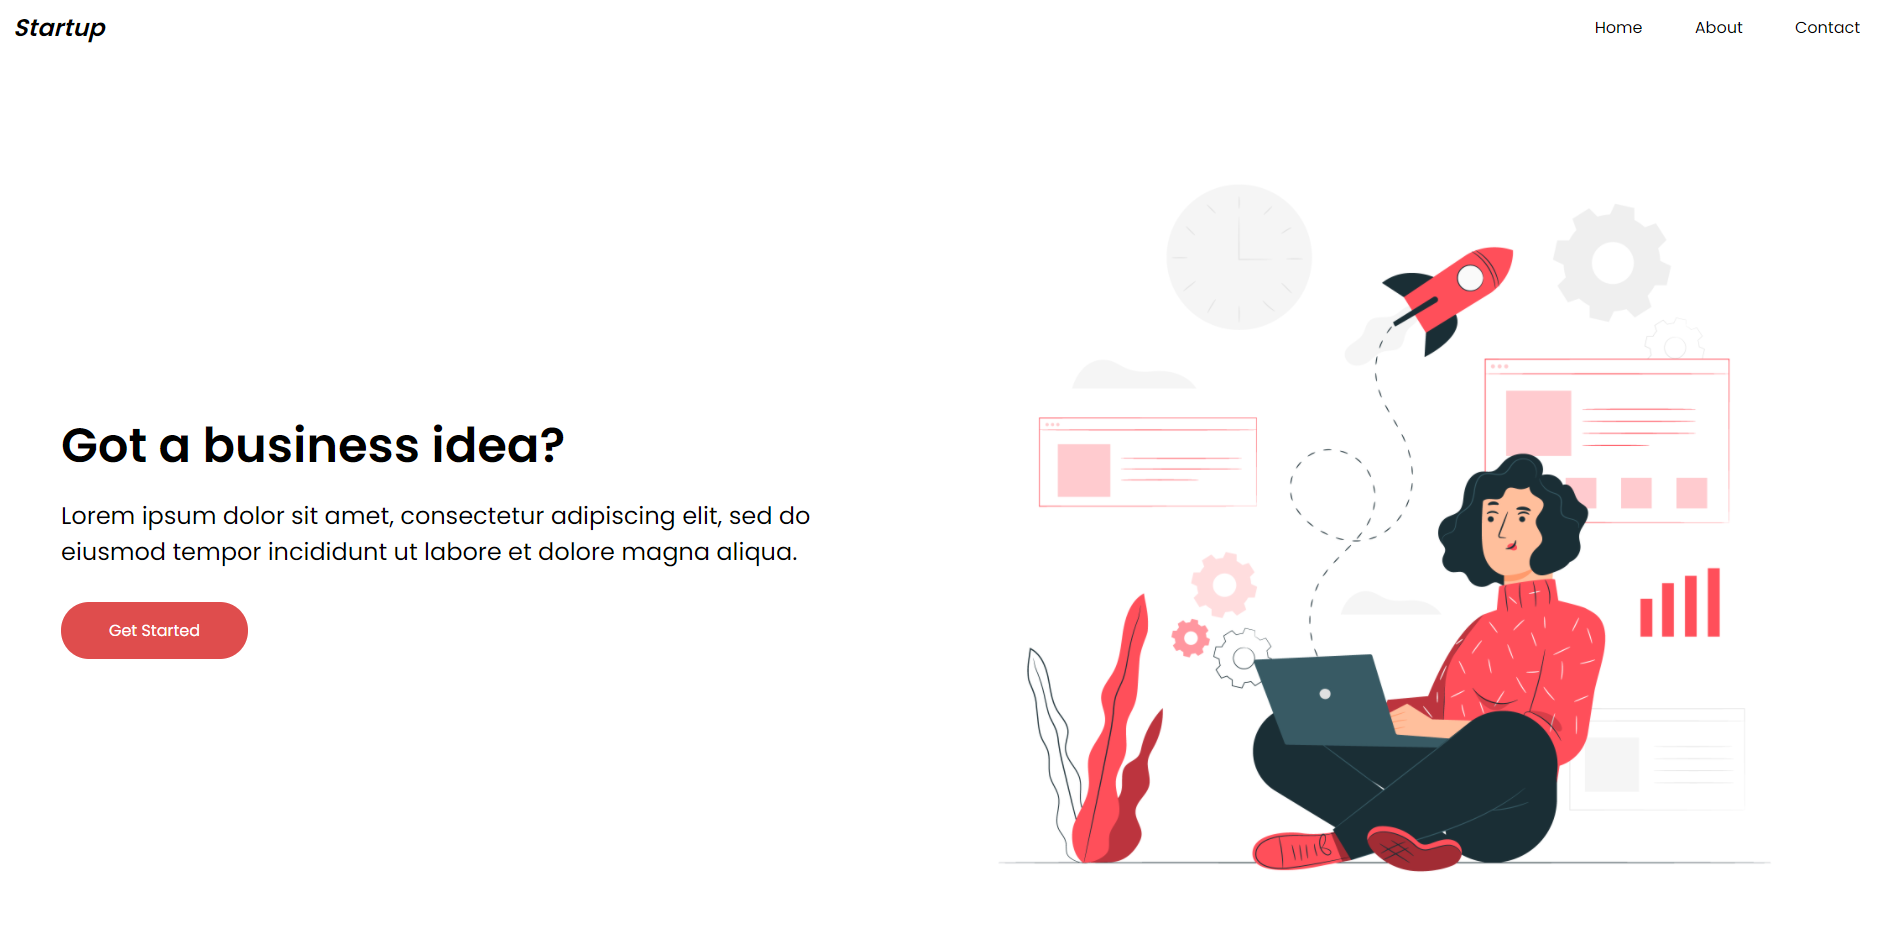 Startup
Home About Contact
Got a business idea?
Lorem ipsum dolor sit amet, consectetur adipiscing elit, sed do
eiusmod tempor incididunt ut labore et dolore magna aliqua.
Get Started